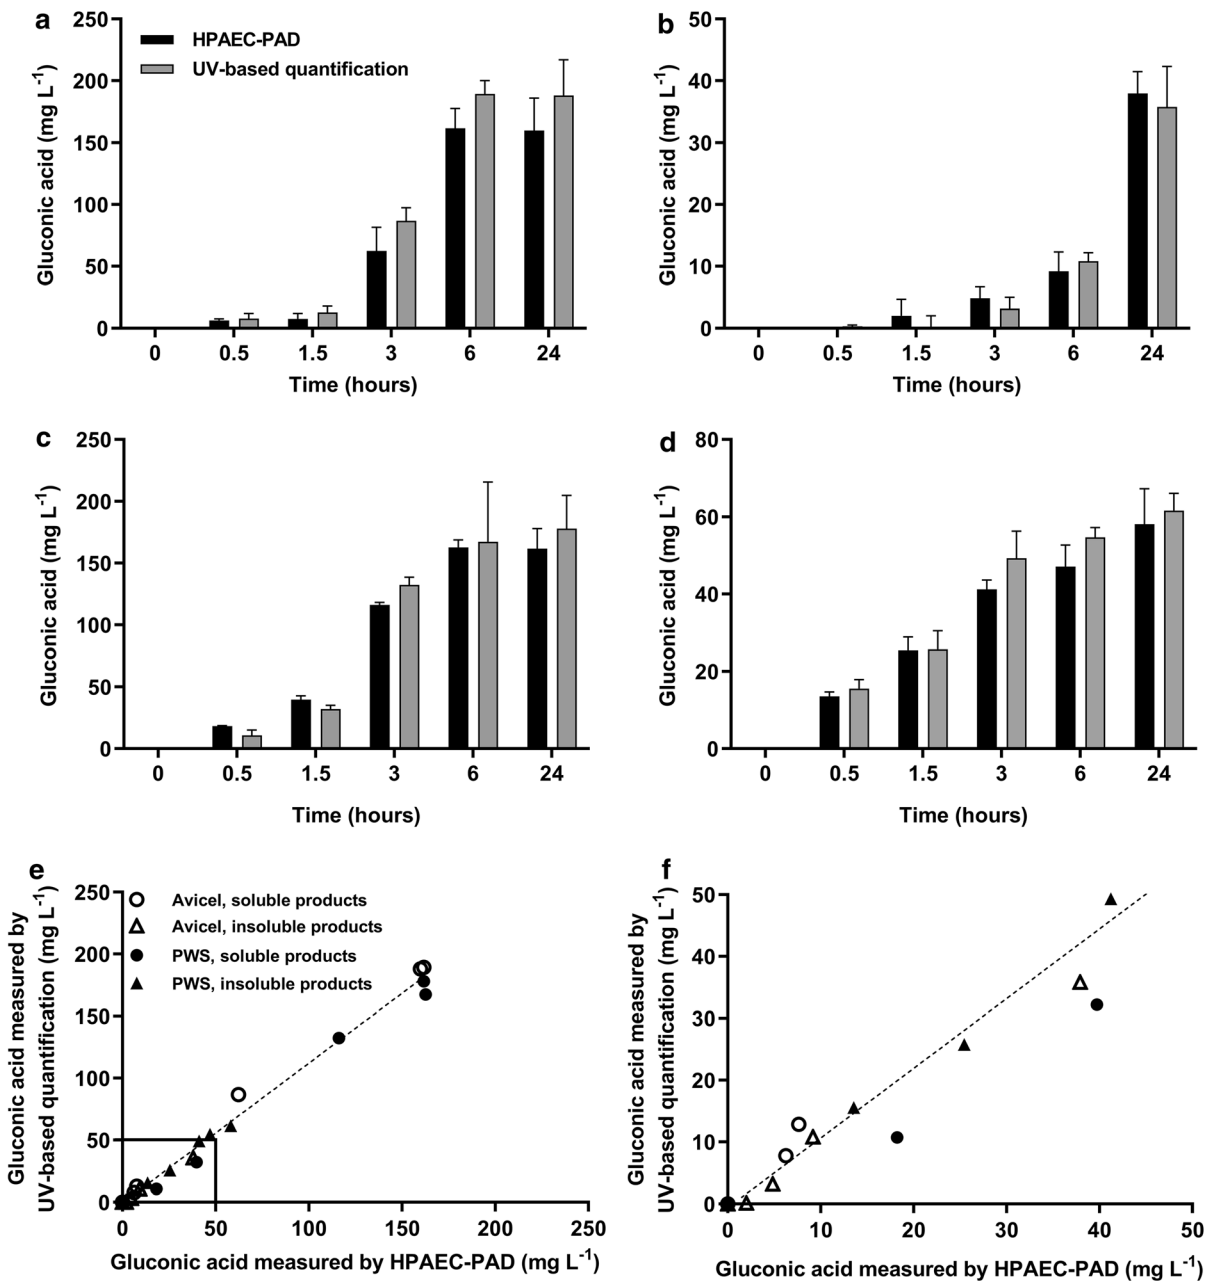 a
250
200
150
100
50
0
Gluconic acid (mg L-1)
HPAEC-PAD
UV-based quantification
0 0.5 1.5 3 6 24
Time (hours)
b
50
40
30
20
10
0
Gluconic acid (mg L-1)
0 0.5 1.5 3 6 24
Time (hours)
c
250
200
150
100
50
0
Gluconic acid (mg L-1)
0 0.5 1.5 3 6 24
Time (hours)
d
80
60
40
20
0
Gluconic acid (mg L-1)
0 0.5 1.5 3 6 24
Time (hours)
e
250
200
150
100
50
0
Gluconic acid measured by
UV-based quantification (mg L-1)
Avicel, soluble products
Avicel, insoluble products
PWS, soluble products
PWS, insoluble products
0 50 100 150 200 250
Gluconic acid measured by HPAEC-PAD (mg L-1)
f
50
40
30
20
10
0
Gluconic acid measured by
UV-based quantification (mg L-1)
0 10 20 30 40 50
Gluconic acid measured by HPAEC-PAD (mg L-1)